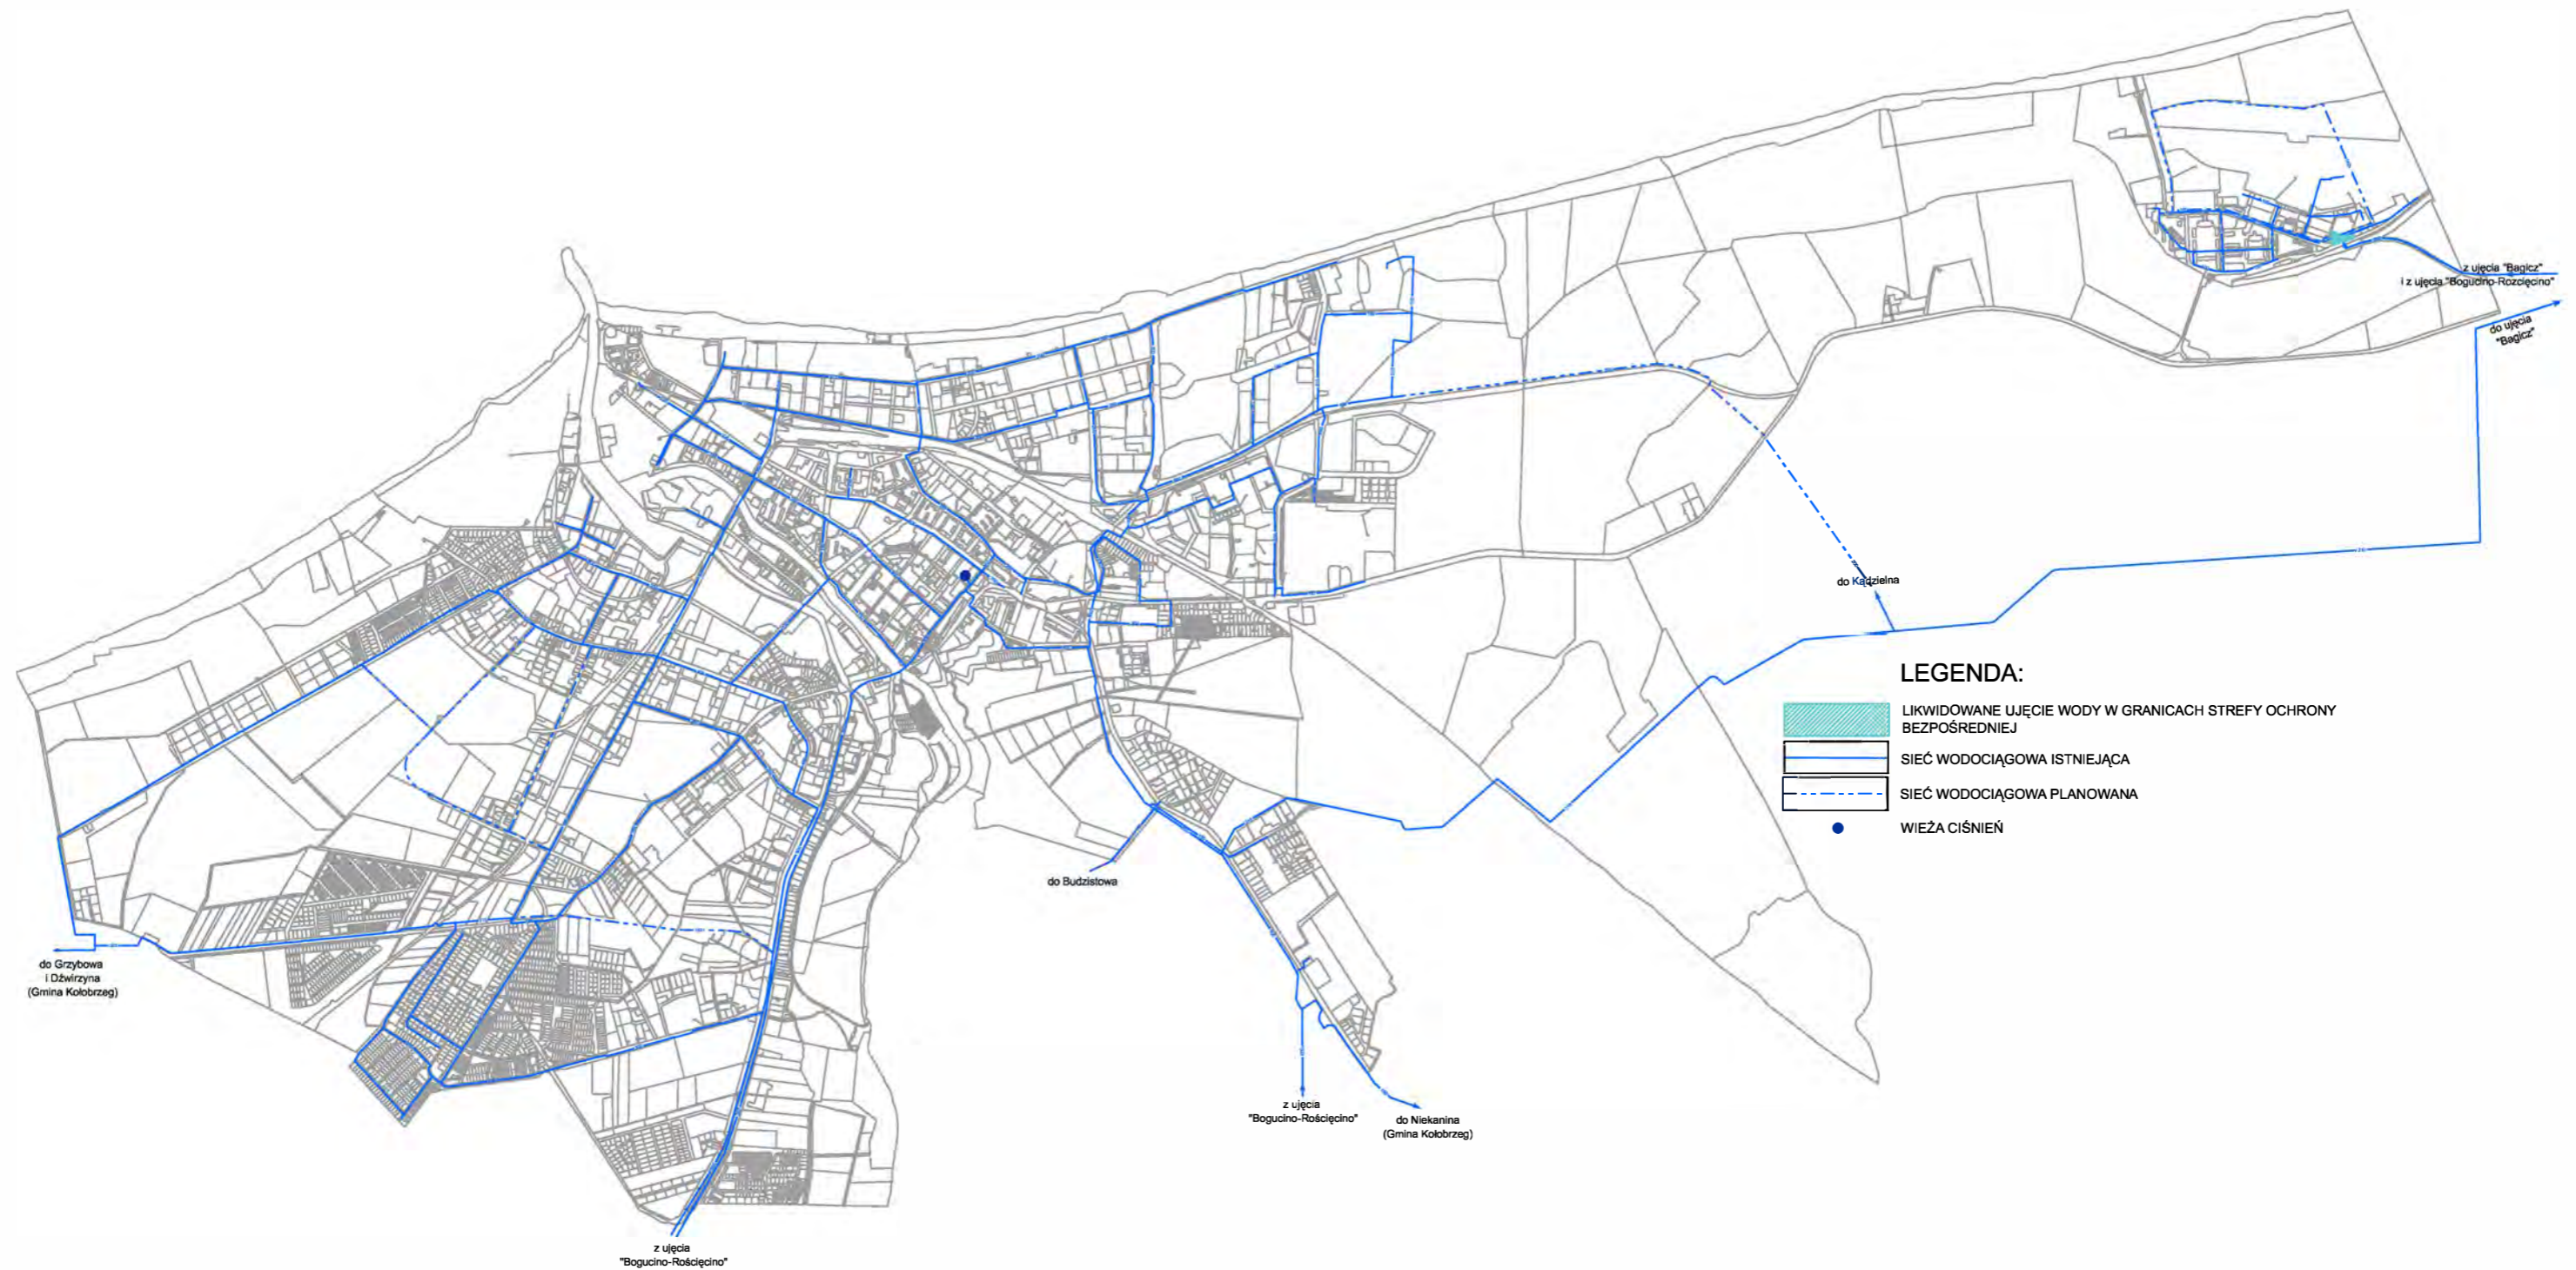 z ujęcia "Bagicz"
i z ujęcia "Bogucino-Rozcięcino"
do ujęcia
"Bagicz"
do Kądzielna
LEGENDA:
LIKWIDOWANE UJĘCIE WODY W GRANICACH STREFY OCHRONY
BEZPOŚREDNIEJ
SIEĆ WODOCIĄGOWA ISTNIEJĄCA
SIEĆ WODOCIĄGOWA PLANOWANA
WIEŻA CIŚNIEŃ
do Budzistowa
do Grzybowa
i Dźwirzyna
(Gmina Kołobrzeg)
z ujęcia
"Bogucino-Rościęcino"
do Niekanina
(Gmina Kołobrzeg)
z ujęcia
"Bogucino-Rościęcino"